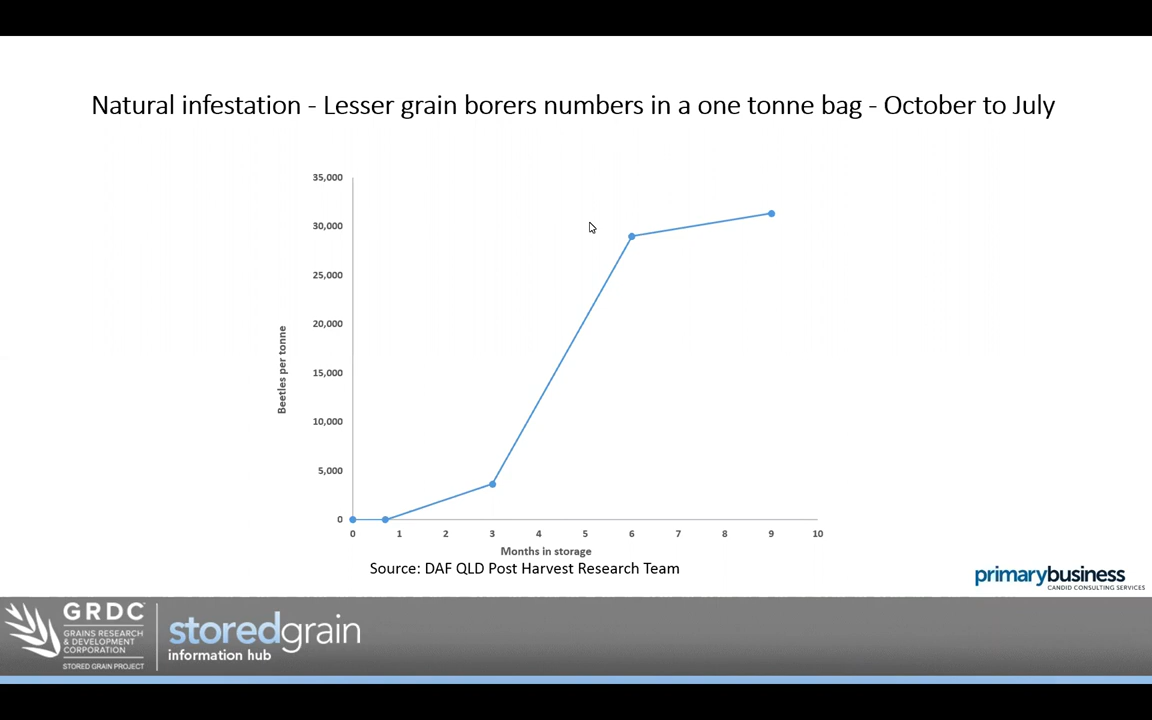 Natural infestation - Lesser grain borers numbers in a one tonne bag - October to July
35,000
30,000
25,000
20,000
15,000
10,000
5,000
0
Beetles per tonne
0 1 2 3 4 5 6 7 8 9 10
Months in storage
Source: DAF QLD Post Harvest Research Team
primarybusiness
CANDID CONSULTING SERVICES
GRDC
GRAINS RESEARCH
& DEVELOPMENT
CORPORATION
STORED GRAIN PROJECT
storedgrain
information hub